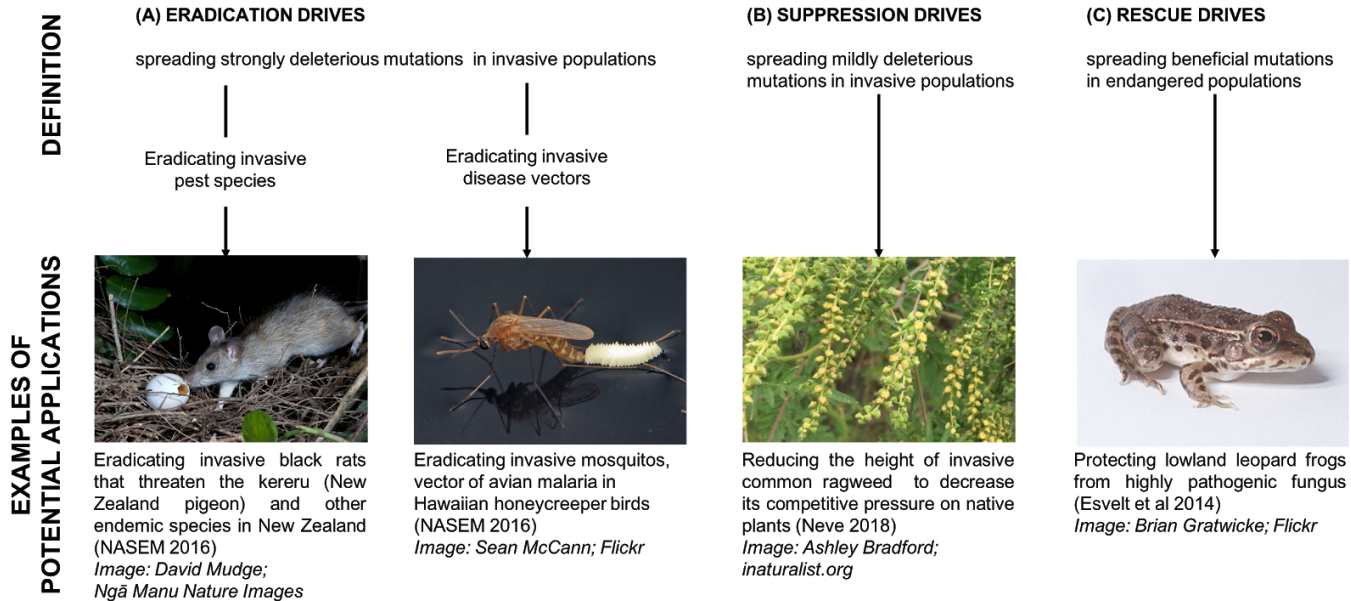 DEFINITION
(A) ERADICATION DRIVES
spreading strongly deleterious mutations in invasive populations
Eradicating invasive
pest species
Eradicating invasive
disease vectors
(B) SUPPRESSION DRIVES
spreading mildly deleterious
mutations in invasive populations
(C) RESCUE DRIVES
spreading beneficial mutations
in endangered populations
EXAMPLES OF
POTENTIAL APPLICATIONS
Eradicating invasive black rats
that threaten the kereru (New
Zealand pigeon) and other
endemic species in New Zealand
(NASEM 2016)
Image: David Mudge;
Ngā Manu Nature Images
Eradicating invasive mosquitos,
vector of avian malaria in
Hawaiian honeycreeper birds
(NASEM 2016)
Image: Sean McCann; Flickr
Reducing the height of invasive
common ragweed to decrease
its competitive pressure on native
plants (Neve 2018)
Image: Ashley Bradford;
inaturalist.org
Protecting lowland leopard frogs
from highly pathogenic fungus
(Esvelt et al 2014)
Image: Brian Gratwicke; Flickr